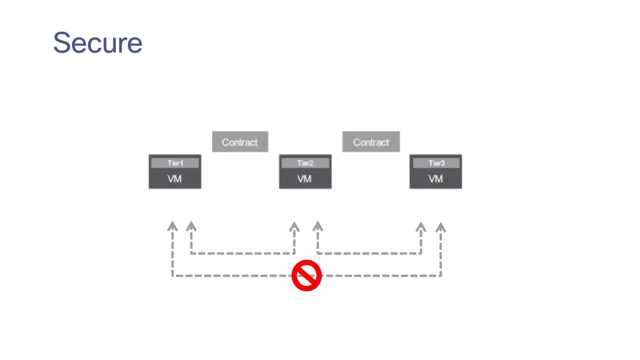 Secure
Contract
Contract
Tier1
VM
Tier2
VM
Tier3
VM